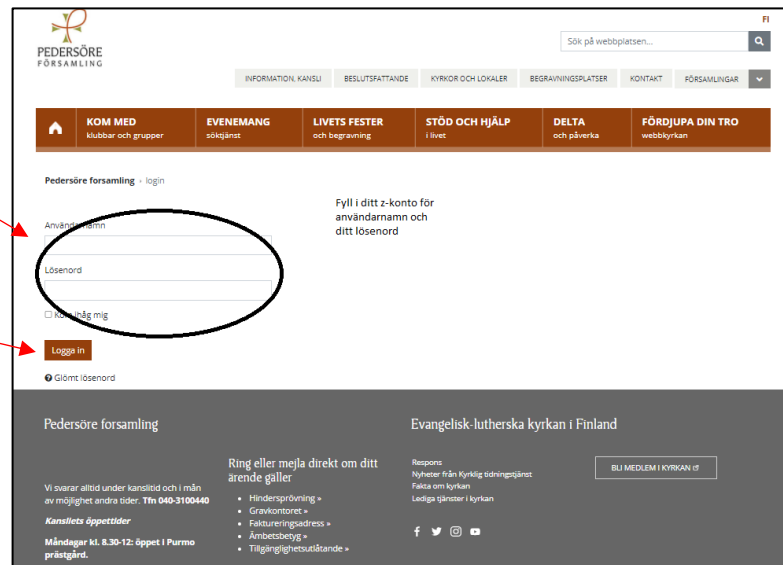 FI
PEDERSÖRE
FÖRSAMLING
Sök på webbplatsen...
INFORMATION, KANSLI BESLUTSFATTANDE KYRKOR OCH LOKALER BEGRAVNINGSPLATSER KONTAKT FÖRSAMLINGAR
KOM MED
klubbar och grupper
EVENEMANG
söktjänst
LIVETS FESTER
och begravning
STÖD OCH HJÄLP
i livet
DELTA
och påverka
FÖRDJUPA DIN TRO
webbkyrkan
Pedersöre forsamling login
Fyll i ditt z-konto för
användarnamn och
ditt lösenord
Användarnamn
Lösenord
Kom ihåg mig
Logga in
Glömt lösenord
Pedersöre forsamling
Vi svarar alltid under kanslitid och i mån
av möjlighet andra tider. Tfn 040-3100440
Kansliets öppettider
Måndagar kl. 8.30-12: öppet i Purmo
prästgård.
Ring eller mejla direkt om ditt
ärende gäller
• Hindersprövning »
• Gravkontoret »
• Faktureringsadress »
• Ämbetsbetyg »
• Tillgänglighetsutlåtande »
Evangelisk-lutherska kyrkan i Finland
Respons
Nyheter från Kyrklig tidningstjänst
Fakta om kyrkan
Lediga tjänster i kyrkan
BLI MEDLEM I KYRKAN